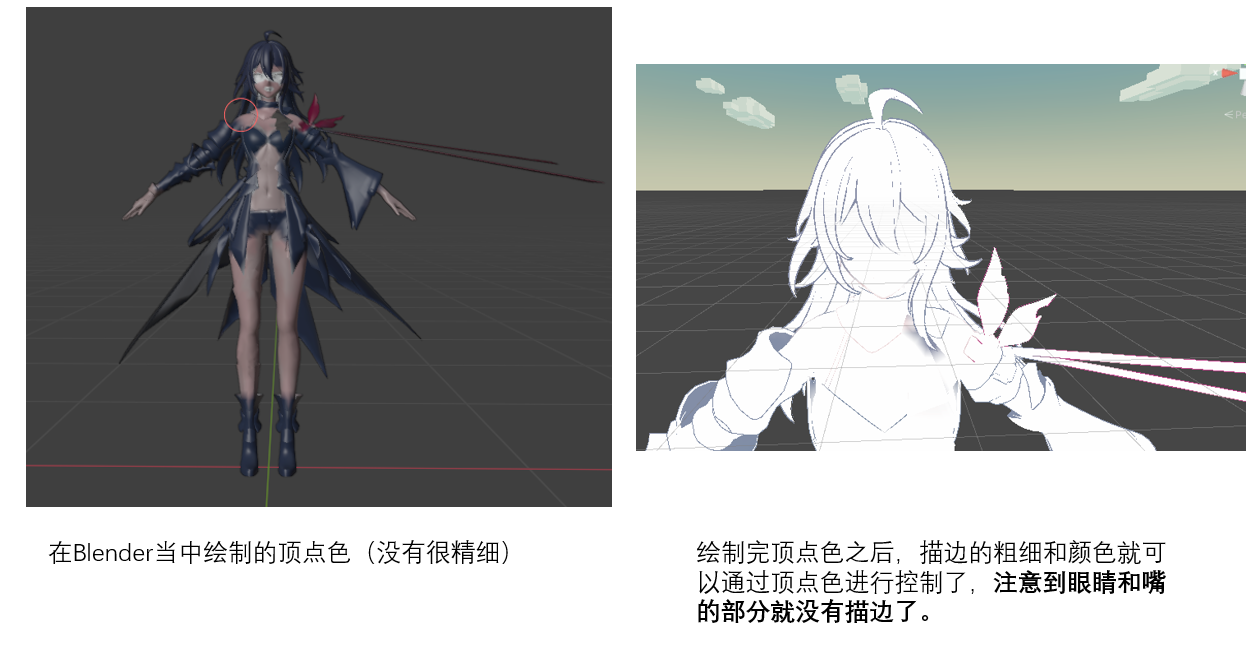 在Blender当中绘制的顶点色（没有很精细）
绘制完顶点色之后，描边的粗细和颜色就可
以通过顶点色进行控制了，注意到眼睛和嘴
的部分就没有描边了。